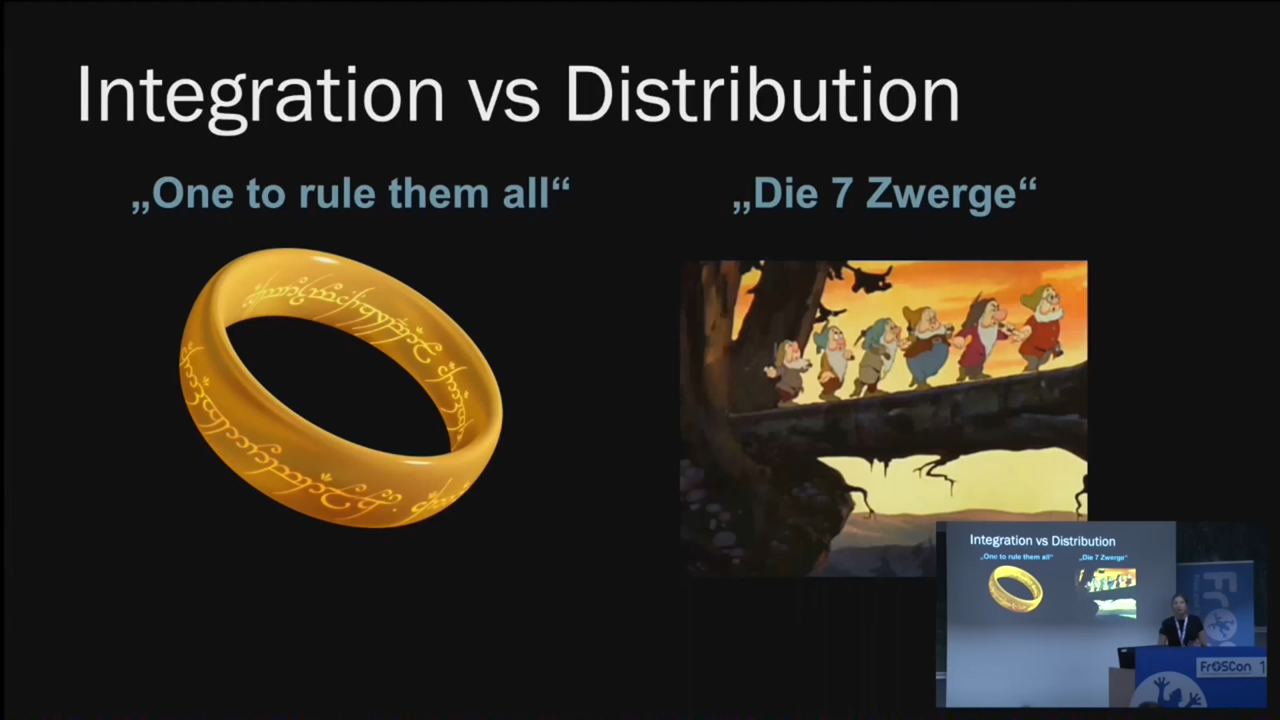 Integration vs Distribution
„One to rule them all“
„Die 7 Zwerge“
Integration vs Distribution
„One to rule them all“
„Die 7 Zwerge“
FrOSCon 1